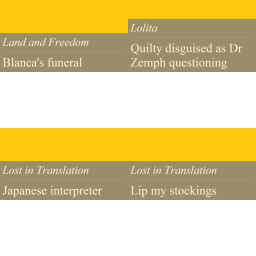 Lolita
Land and Freedom
Quilty disguised as Dr
Blanca's funeral
Zemph questioning
Lost in Translation
Lost in Translation
Japanese interpreter
Lip my stockings